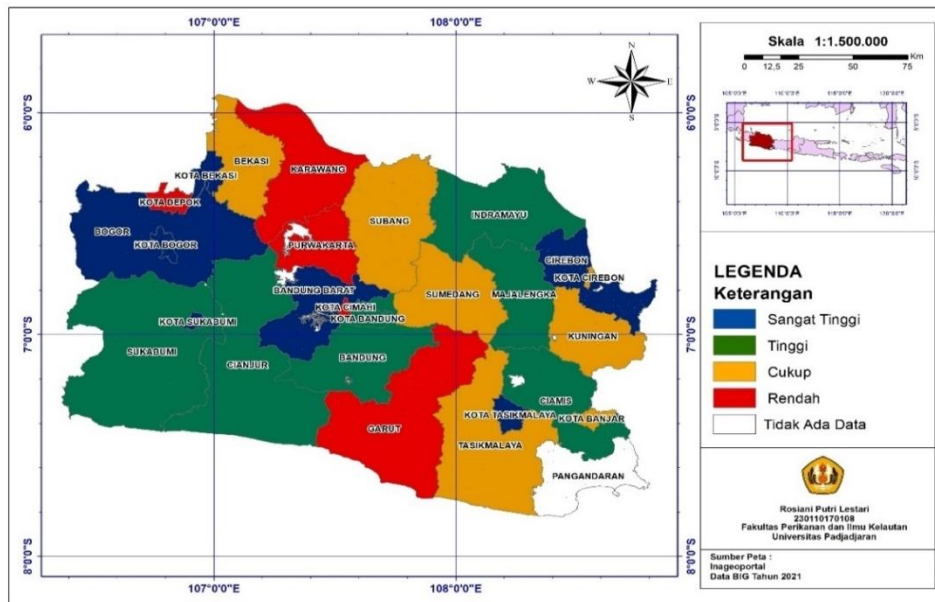 107°0'0"E 108°0'0"E
6°0'0"S 6°0'0"S
7°0'0"S 7°0'0"S
8°0'0"S 8°0'0"S
107°0'0"E 108°0'0"E
N
W E
S
BEKASI
KOTA BEKASI
KARAWANG
KOTA DEPOK
SUBANG
INDRAMAYU
BOGOR
KOTA BOGOR
PURWAKARTA
CIREBON
KOTA CIREBON
BANDUNG BARAT
SUMEDANG
MAJALENGKA
KOTA CIMAHI
KOTA BANDUNG
KOTA SUKABUMI
KUNINGAN
SUKABUMI
CIANJUR
BANDUNG
CIAMIS
KOTA TASIKMALAYA
KOTA BANJAR
GARUT
TASIKMALAYA
PANGANDARAN
Skala 1:1.500.000
Km
0 12,5 25 50 75
LEGENDA
Keterangan
Sangat Tinggi
Tinggi
Cukup
Rendah
Tidak Ada Data
Rosiani Putri Lestari
230110170108
Fakultas Perikanan dan Ilmu Kelautan
Universitas Padjadjaran
Sumber Peta :
Inageoportal
Data BIG Tahun 2021